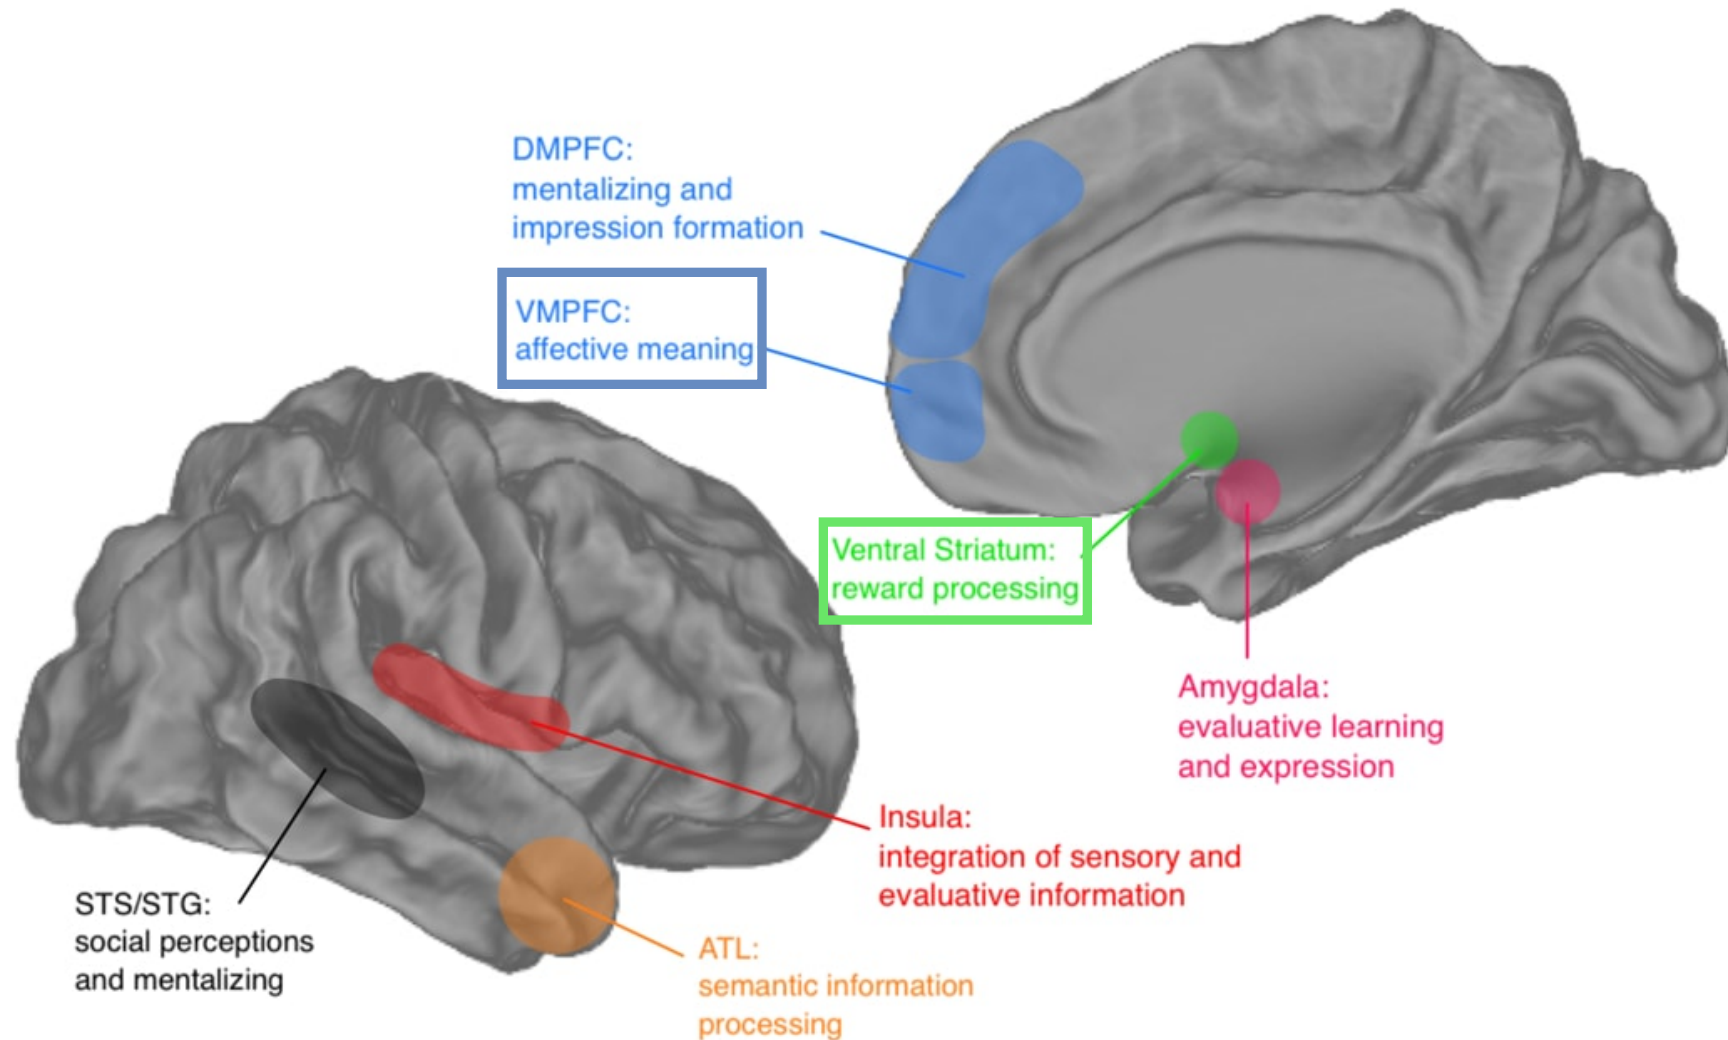 DMPFC:
mentalizing and
impression formation
VMPFC:
affective meaning
Ventral Striatum:
reward processing
Amygdala:
evaluative learning
and expression
Insula:
integration of sensory and
evaluative information
STS/STG:
social perceptions
and mentalizing
ATL:
semantic information
processing